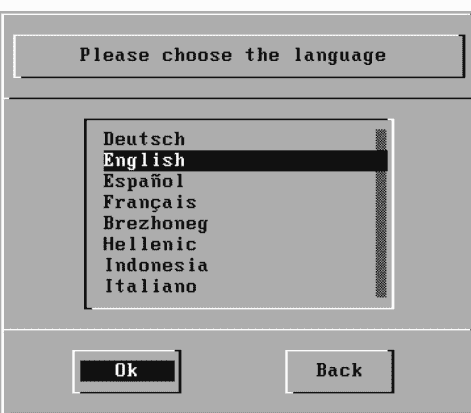 Please choose the language
Deutsch
English
Español
Français
Brezhoneg
Hellenic
Indonesia
Italiano
Ok
Back